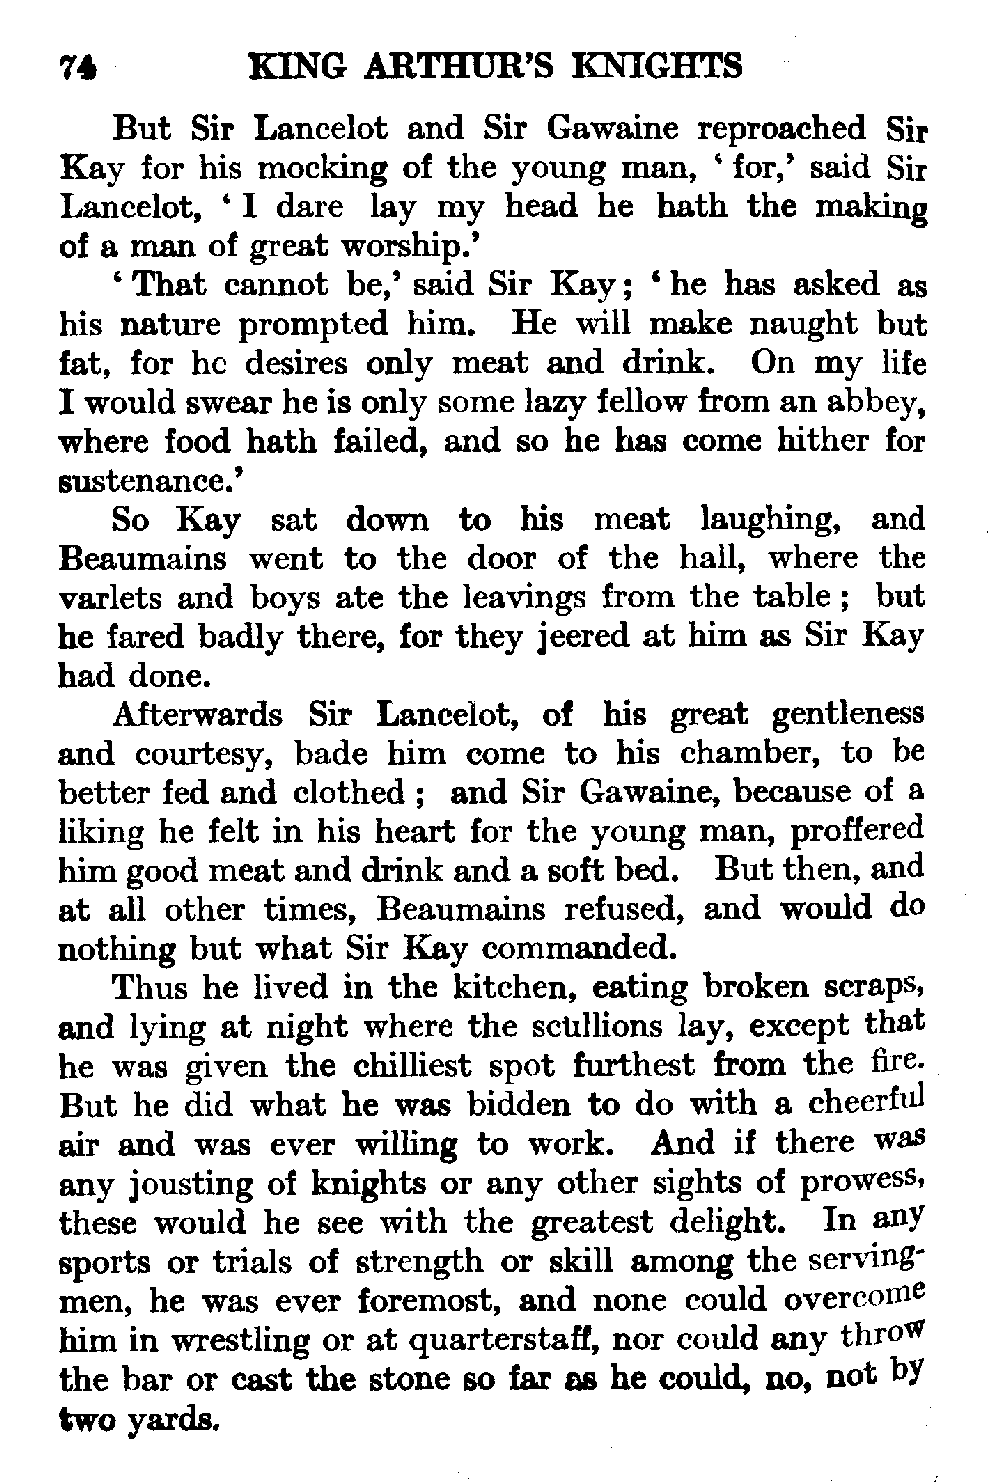 74 KING ARTHUR'S KNIGHTS
But Sir Lancelot and Sir Gawaine reproached Sir
Kay for his mocking of the young man, ‘ for,’ said Sir
Lancelot, ‘ I dare lay my head he hath the making
of a man of great worship.’
‘ That cannot be,’ said Sir Kay ; ‘ he has asked as
his nature prompted him. He will make naught but
fat, for he desires only meat and drink. On my life
I would swear he is only some lazy fellow from an abbey,
where food hath failed, and so he has come hither for
sustenance.’
So Kay sat down to his meat laughing, and
Beaumains went to the door of the hall, where the
varlets and boys ate the leavings from the table ; but
he fared badly there, for they jeered at him as Sir Kay
had done.
Afterwards Sir Lancelot, of his great gentleness
and courtesy, bade him come to his chamber, to be
better fed and clothed ; and Sir Gawaine, because of a
liking he felt in his heart for the young man, proffered
him good meat and drink and a soft bed. But then, and
at all other times, Beaumains refused, and would do
nothing but what Sir Kay commanded.
Thus he lived in the kitchen, eating broken scraps,
and lying at night where the scullions lay, except that
he was given the chilliest spot furthest from the fire.
But he did what he was bidden to do with a cheerful
air and was ever willing to work. And if there was
any jousting of knights or any other sights of prowess,
these would he see with the greatest delight. In any
sports or trials of strength or skill among the serving-
men, he was ever foremost, and none could overcome
him in wrestling or at quarterstaff, nor could any throw
the bar or cast the stone so far as he could, no, not by
two yards.